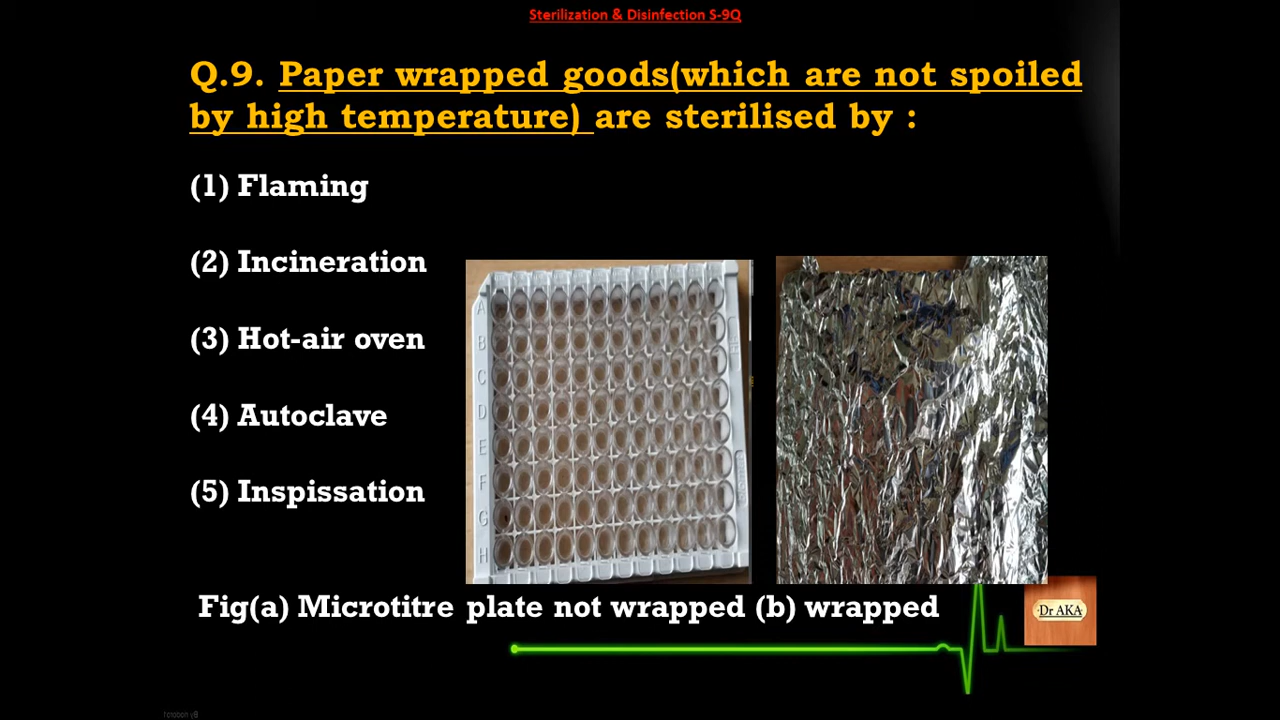 Sterilization & Disinfection S-9Q
Q.9. Paper wrapped goods(which are not spoiled
by high temperature) are sterilised by :
(1) Flaming
(2) Incineration
(3) Hot-air oven
(4) Autoclave
(5) Inspissation
A
B
C
D
E
F
G
H
Fig(a) Microtitre plate not wrapped (b) wrapped
Dr AKA